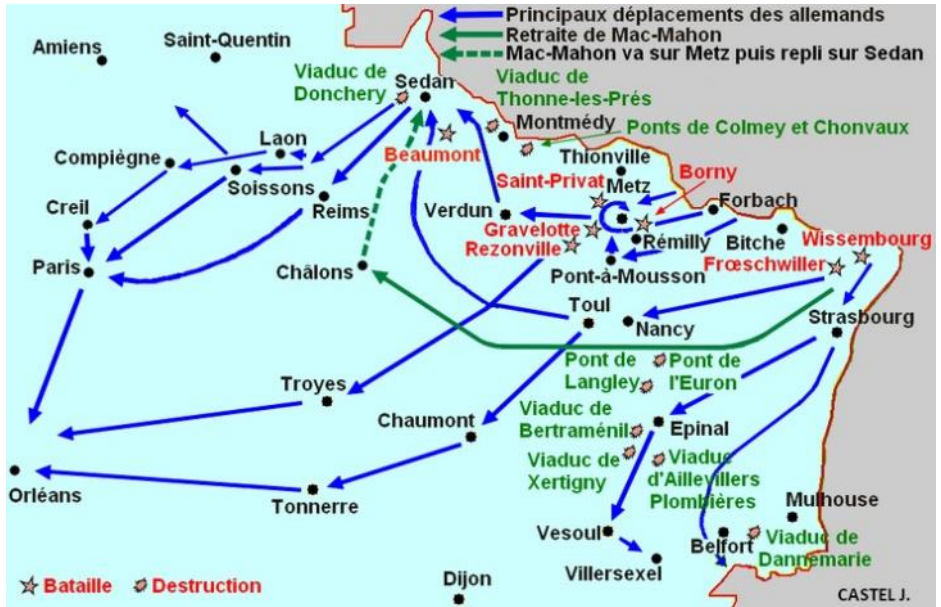 Principaux déplacements des allemands
Retraite de Mac-Mahon
Mac-Mahon va sur Metz puis repli sur Sedan
Amiens
Saint-Quentin
Viaduc de
Donchery
Sedan
Viaduc de
Thonne-les-Prés
Montmédy
Ponts de Colmey et Chonvaux
Beaumont
Laon
Compiègne
Soissons
Thionville
Saint-Privat
Metz
Borny
Forbach
Creil
Reims
Verdun
Gravelotte
Rezonville
Rémilly
Bitche
Wissembourg
Frœschwiller
Paris
Châlons
Pont-à-Mousson
Toul
Nancy
Strasbourg
Pont de
Langley
Pont de
l'Euron
Troyes
Chaumont
Viaduc de
Bertraménil
Epinal
Viaduc de
Xertigny
Viaduc
d'Aillevillers
Plombières
Orléans
Tonnerre
Mulhouse
Vesoul
Belfort
Viaduc de
Dannemarie
Villersexel
Bataille
Destruction
Dijon
CASTEL J.